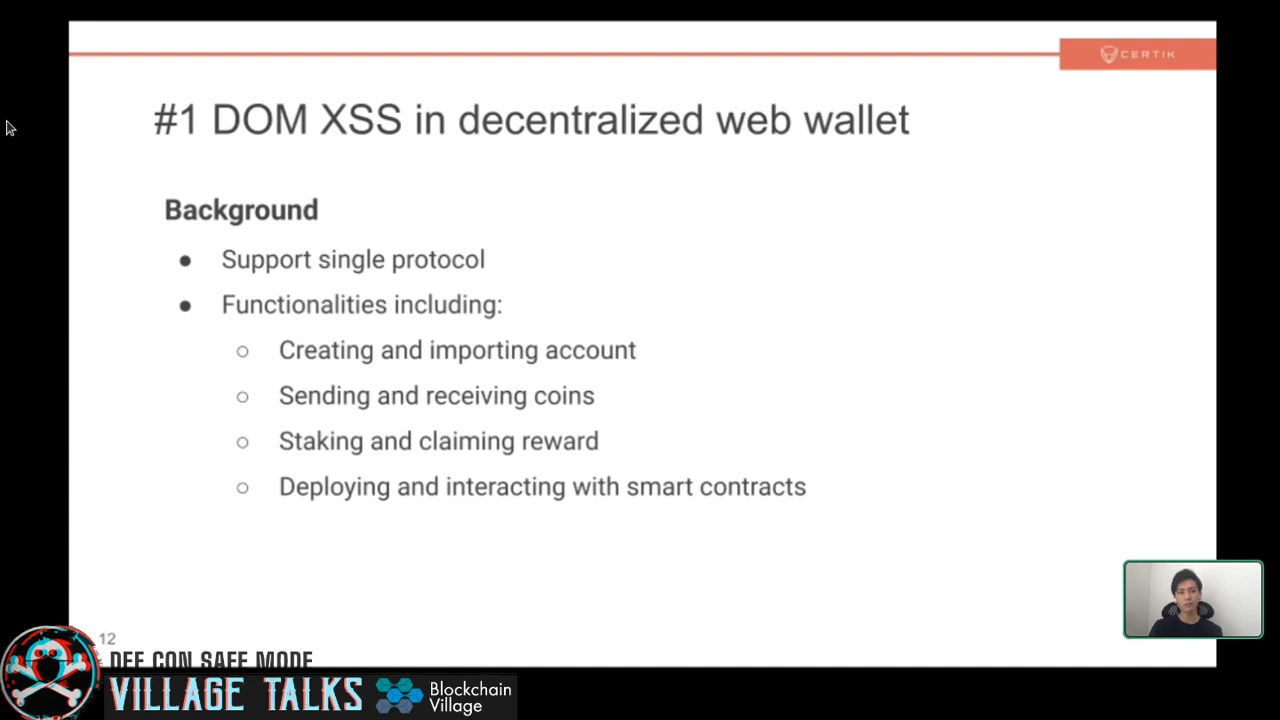 CERTIK
#1 DOM XSS in decentralized web wallet
Background
● Support single protocol
● Functionalities including:
○ Creating and importing account
○ Sending and receiving coins
○ Staking and claiming reward
○ Deploying and interacting with smart contracts
12
DEF CON SAFE MODE
VILLAGE TALKS
Blockchain
Village